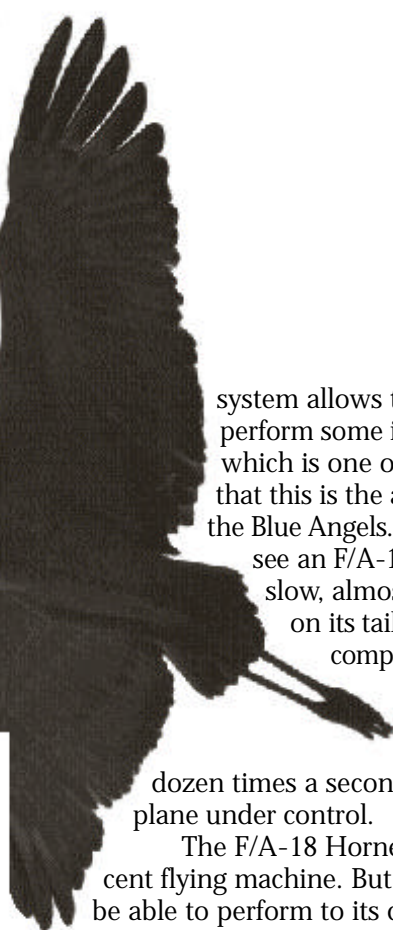 system allows t
perform some i
which is one o
that this is the a
the Blue Angels.
see an F/A-1
slow, almos
on its tail
comp
dozen times a secon
plane under control.
The F/A-18 Horne
cent flying machine. But
be able to perform to its o